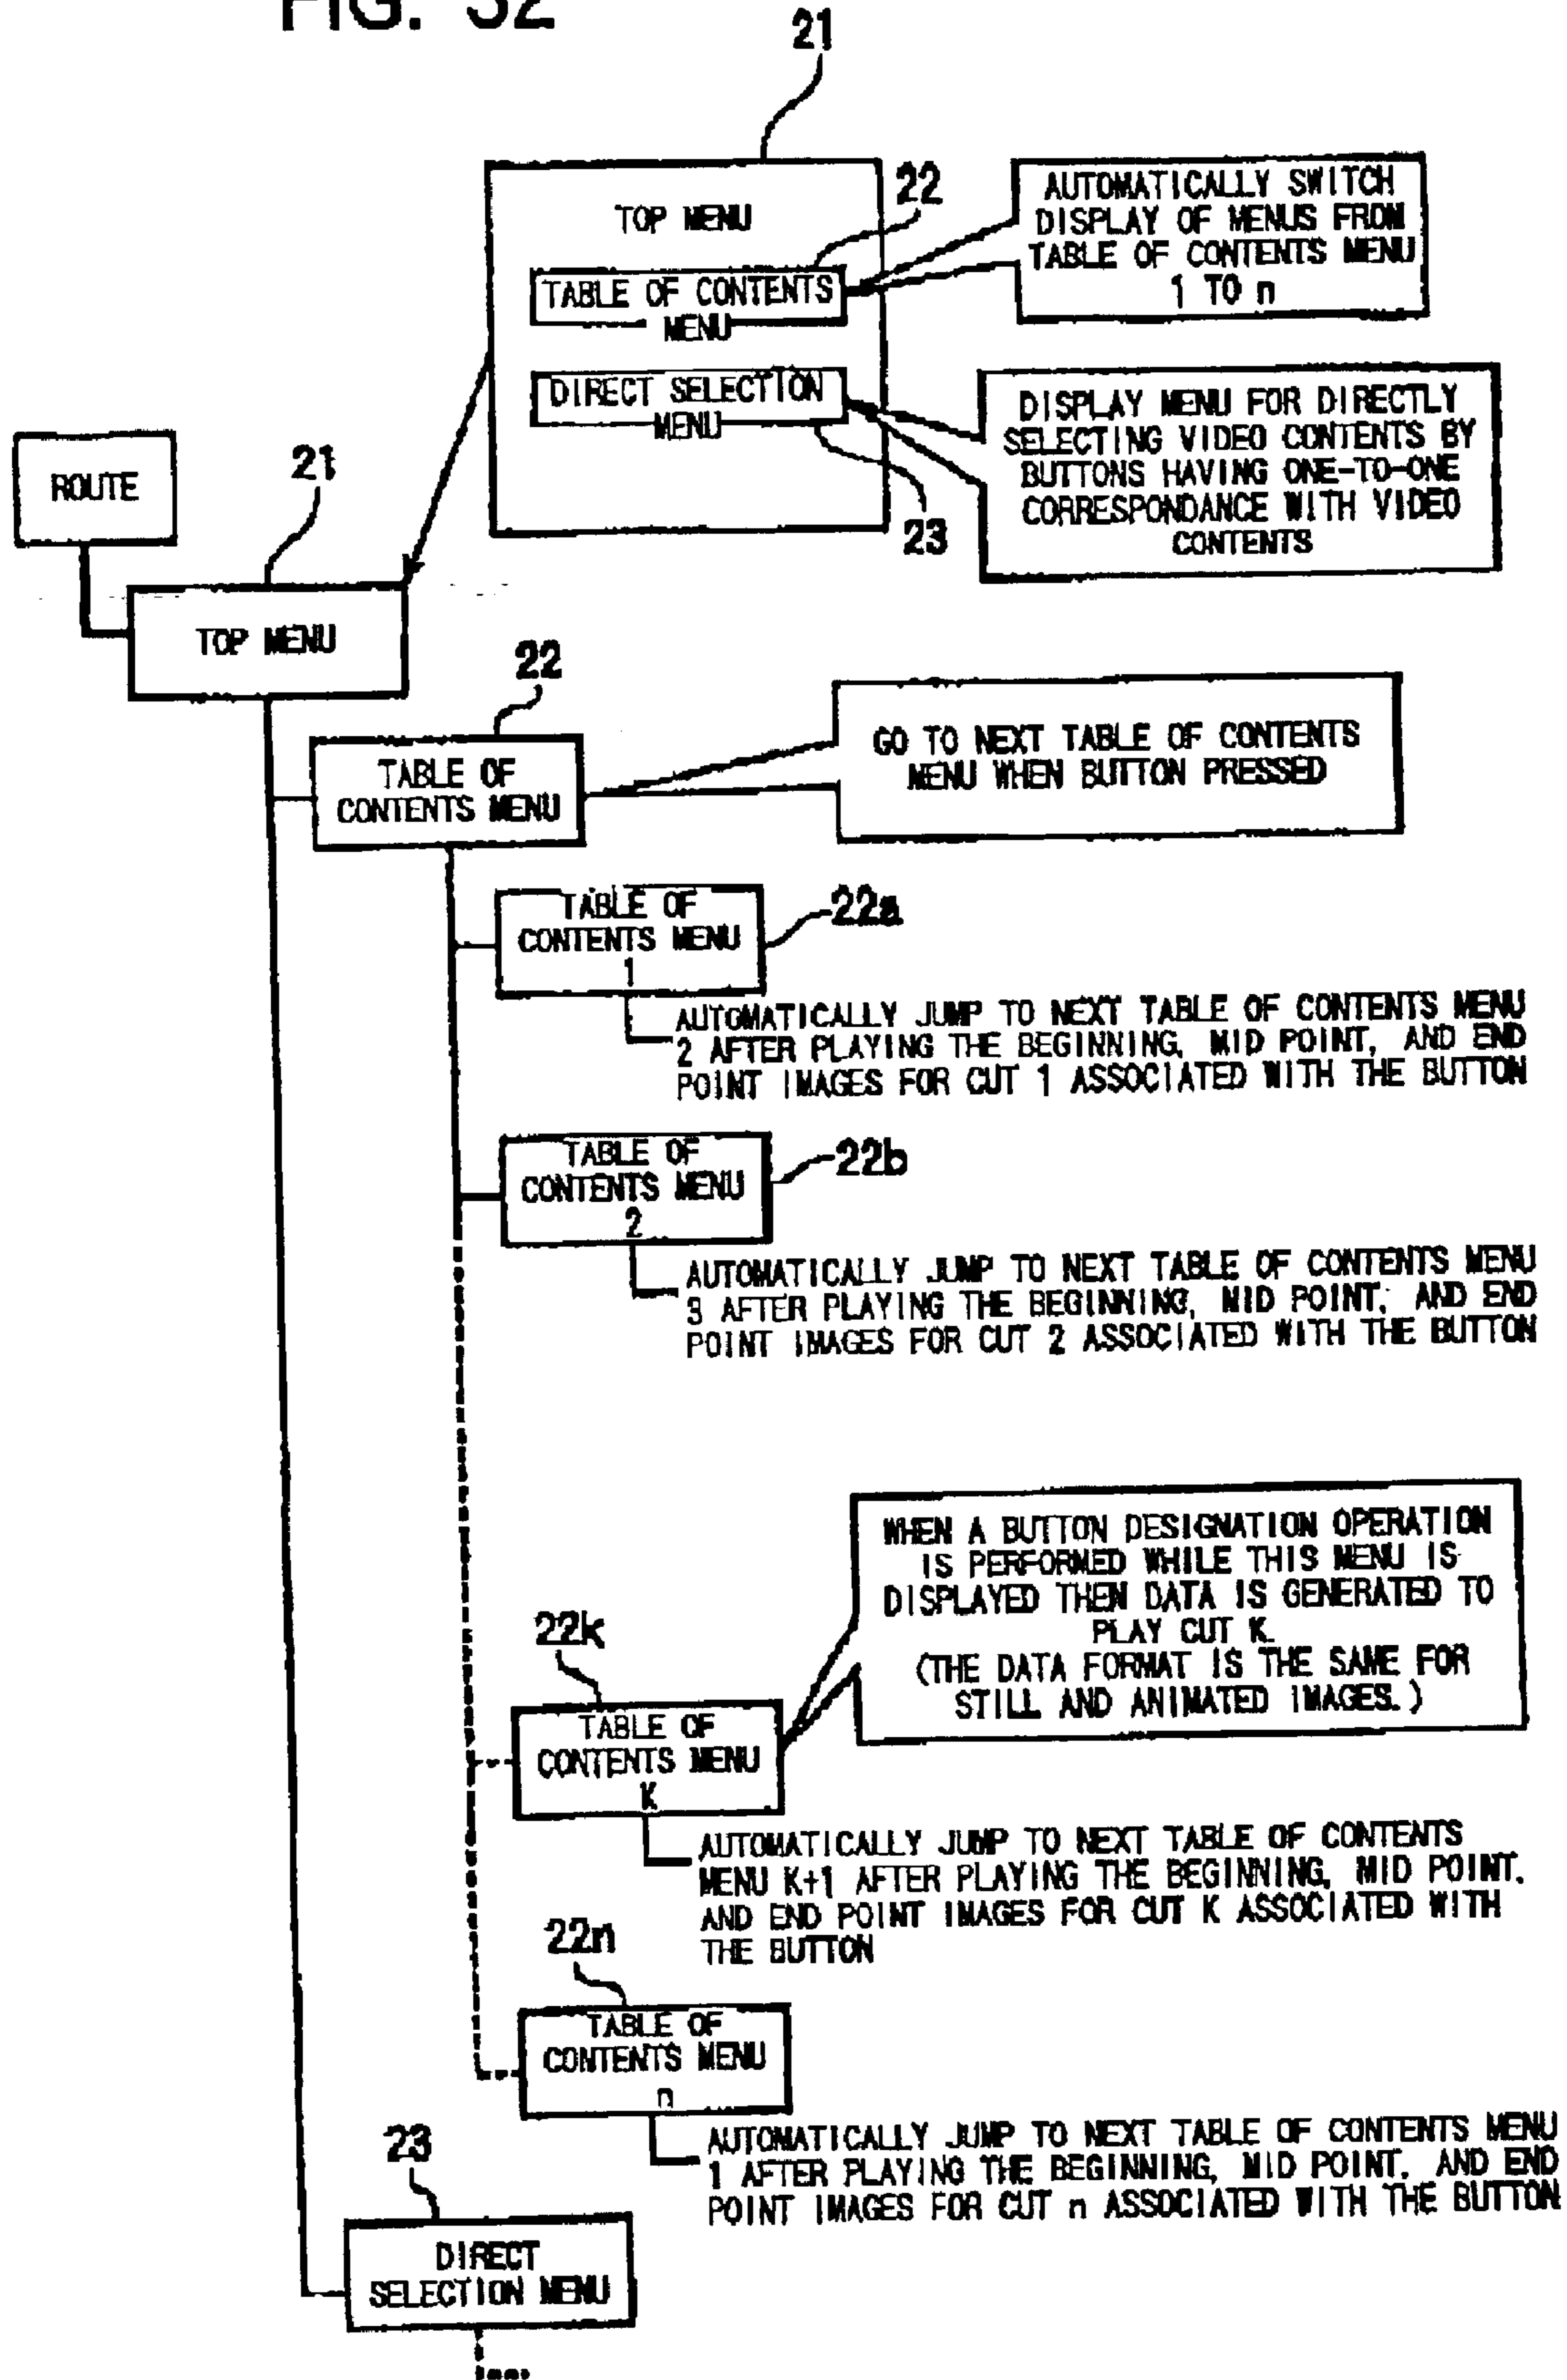 FIG. 32
21
TOP MENU
22
TABLE OF CONTENTS
MENU
DIRECT SELECTION
MENU
23
AUTOMATICALLY SWITCH
DISPLAY OF MENUS FROM
TABLE OF CONTENTS MENU
1 TO n
DISPLAY MENU FOR DIRECTLY
SELECTING VIDEO CONTENTS BY
BUTTONS HAVING ONE-TO-ONE
CORRESPONDANCE WITH VIDEO
CONTENTS
ROUTE
21
TOP MENU
22
TABLE OF
CONTENTS MENU
GO TO NEXT TABLE OF CONTENTS
MENU WHEN BUTTON PRESSED
TABLE OF
CONTENTS MENU
1
22a
AUTOMATICALLY JUMP TO NEXT TABLE OF CONTENTS MENU
2 AFTER PLAYING THE BEGINNING, MID POINT, AND END
POINT IMAGES FOR CUT 1 ASSOCIATED WITH THE BUTTON
TABLE OF
CONTENTS MENU
2
22b
AUTOMATICALLY JUMP TO NEXT TABLE OF CONTENTS MENU
3 AFTER PLAYING THE BEGINNING, MID POINT, AND END
POINT IMAGES FOR CUT 2 ASSOCIATED WITH THE BUTTON
WHEN A BUTTON DESIGNATION OPERATION
IS PERFORMED WHILE THIS MENU IS
DISPLAYED THEN DATA IS GENERATED TO
PLAY CUT K.
(THE DATA FORMAT IS THE SAME FOR
STILL AND ANIMATED IMAGES.)
22k
TABLE OF
CONTENTS MENU
K
AUTOMATICALLY JUMP TO NEXT TABLE OF CONTENTS
MENU K+1 AFTER PLAYING THE BEGINNING, MID POINT,
AND END POINT IMAGES FOR CUT K ASSOCIATED WITH
THE BUTTON
22n
TABLE OF
CONTENTS MENU
n
AUTOMATICALLY JUMP TO NEXT TABLE OF CONTENTS MENU
1 AFTER PLAYING THE BEGINNING, MID POINT, AND END
POINT IMAGES FOR CUT n ASSOCIATED WITH THE BUTTON
23
DIRECT
SELECTION MENU